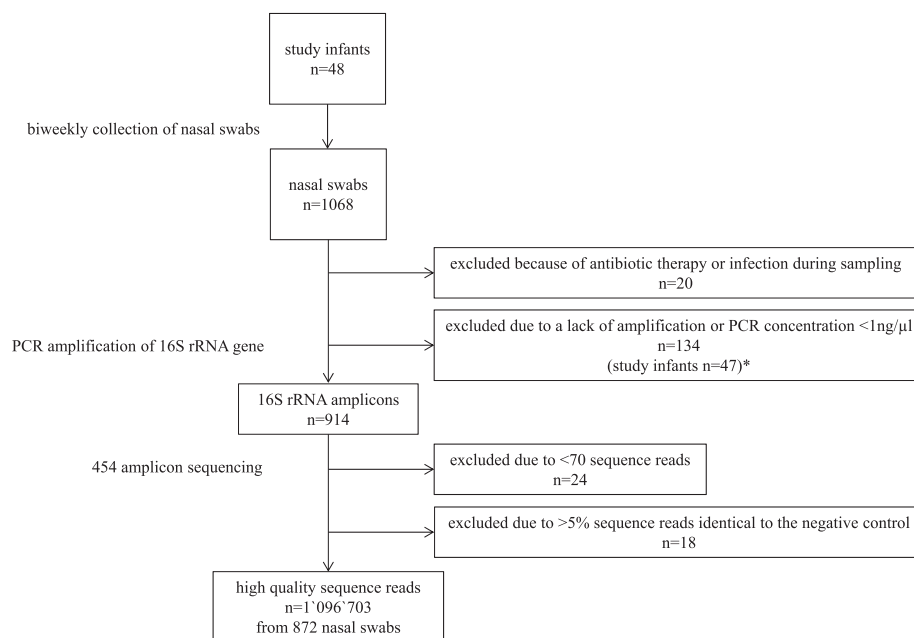 study infants
n=48
biweekly collection of nasal swabs
nasal swabs
n=1068
excluded because of antibiotic therapy or infection during sampling
n=20
excluded due to a lack of amplification or PCR concentration <1ng/µl
n=134
(study infants n=47)*
PCR amplification of 16S rRNA gene
16S rRNA amplicons
n=914
454 amplicon sequencing
excluded due to <70 sequence reads
n=24
excluded due to >5% sequence reads identical to the negative control
n=18
high quality sequence reads
n=1`096`703
from 872 nasal swabs